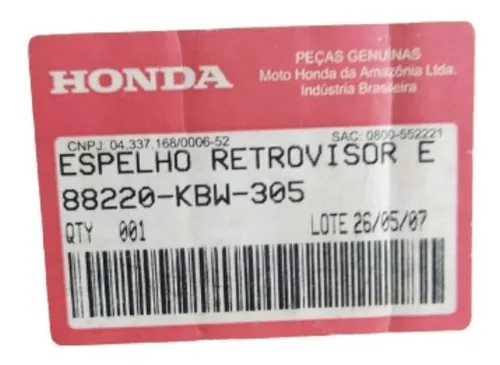 HONDA
PEÇAS GENUÍNAS
Moto Honda da Amazônia Ltda.
Indústria Brasileira
CNPJ: 04.337.168/0006-52
SAC: 0800-552221
ESPELHO RETROVISOR E
88220-KBW-305
QTY 001
LOTE 26/05/07